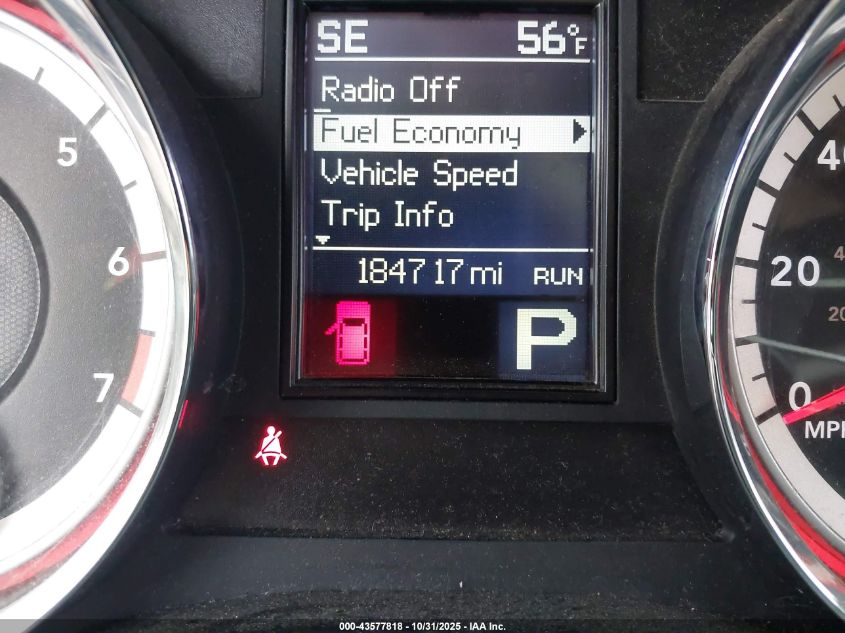 SE 56°F
Radio Off
Fuel Economy
Vehicle Speed
Trip Info
184717 mi RUN
P
5
6
7
40
20
0
MPH
000-43577818 - 10/31/2025 - IAA Inc.